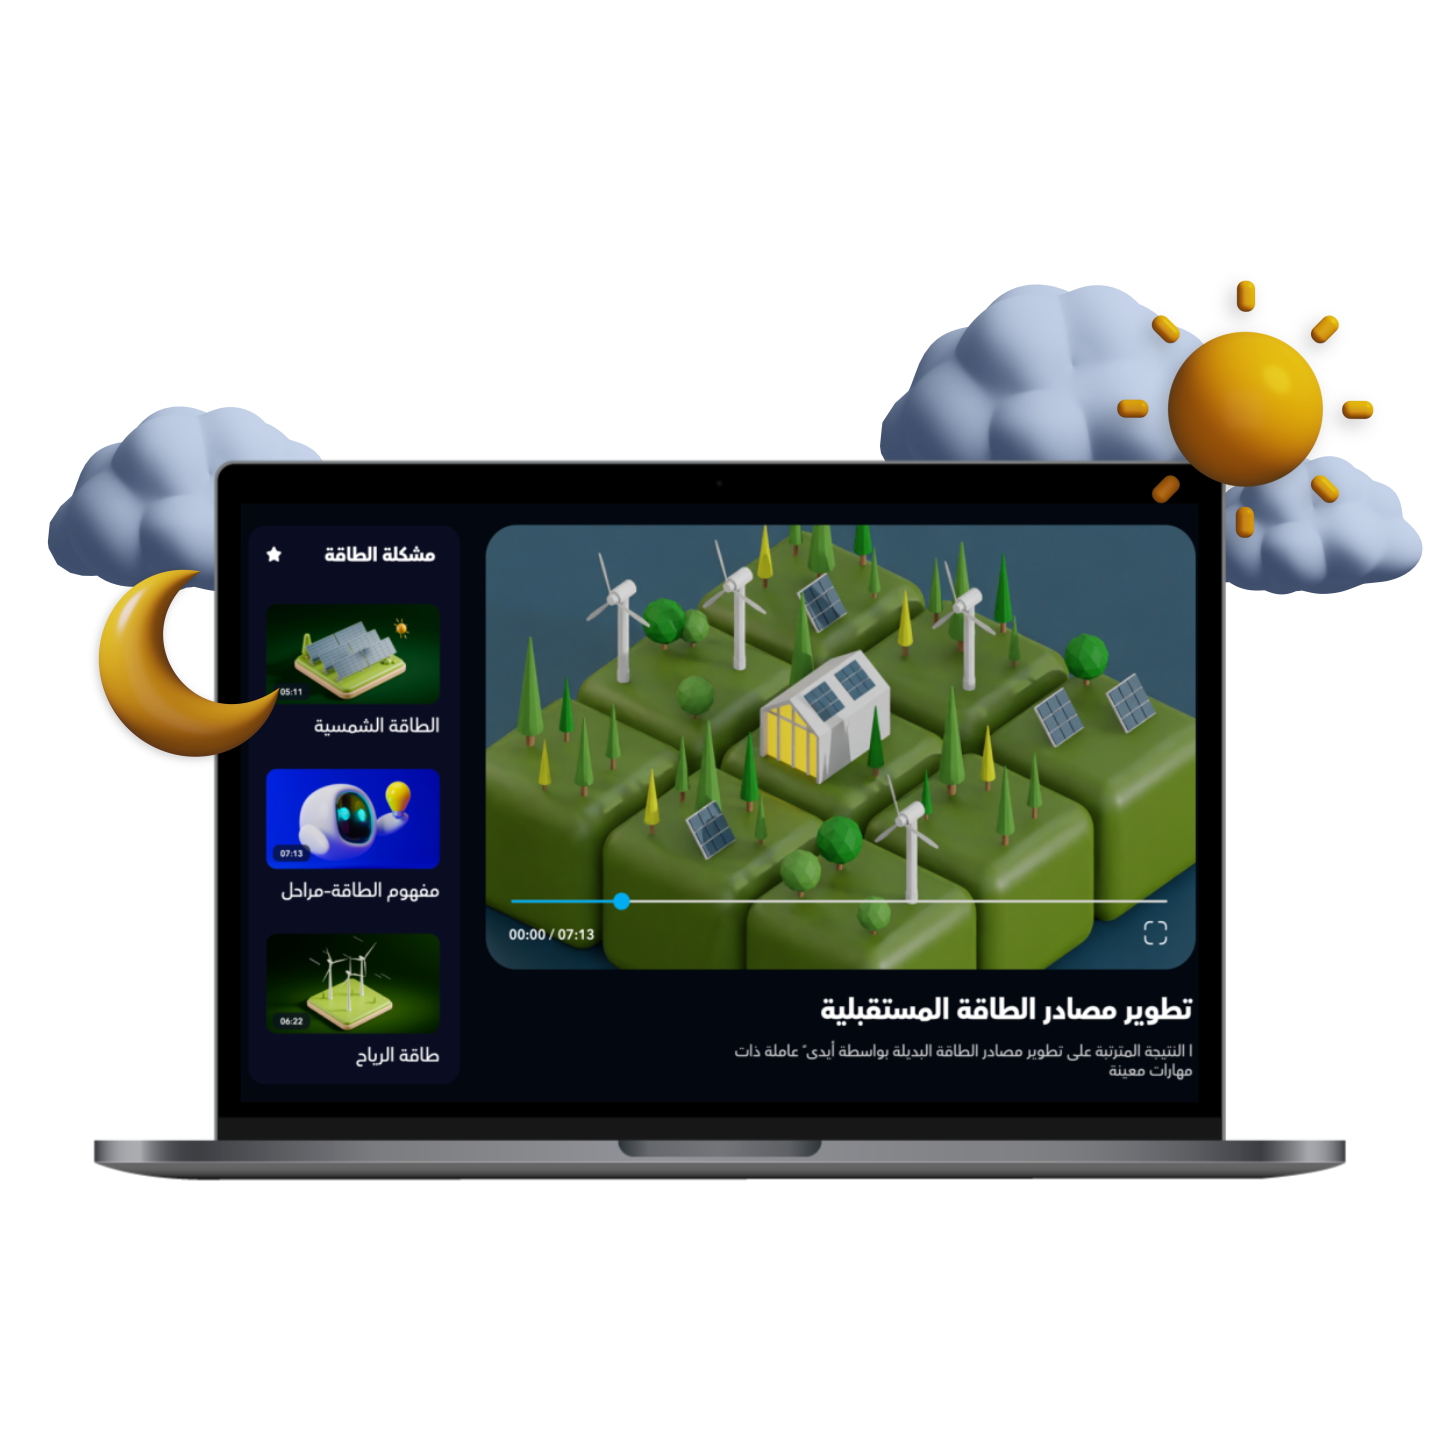 مشكلة الطاقة
05:11
الطاقة الشمسية
07:13
مفهوم الطاقة-مراحل
06:22
طاقة الرياح
00:00 / 07:13
تطوير مصادر الطاقة المستقبلية
ا النتيجة المترتبة على تطوير مصادر الطاقة البديلة بواسطة أيدىً عاملة ذات
مهارات معينة